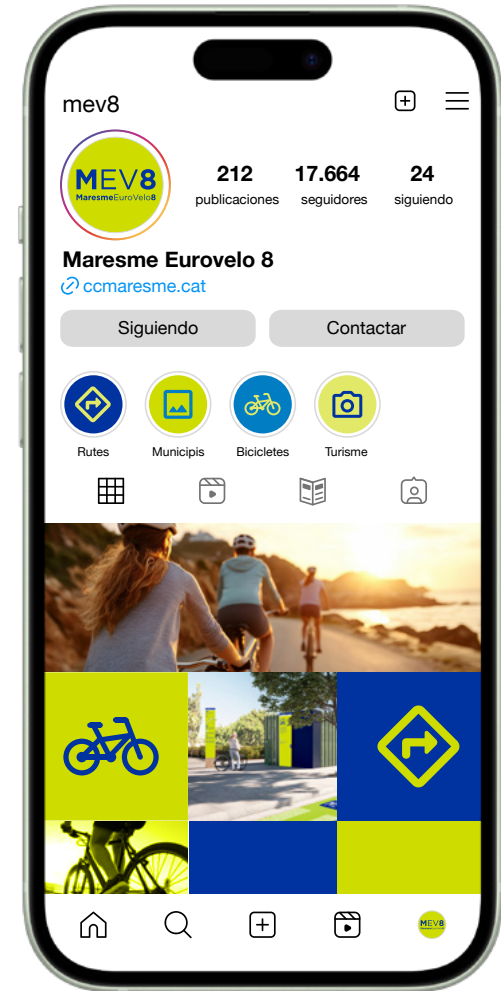 mev8
MEV8
MaresmeEuroVelo8
212 17.664 24
publicaciones seguidores siguiendo
Maresme Eurovelo 8
ccmaresme.cat
Siguiendo Contactar
Rutes Municipis Bicicletes Turisme
MEV8